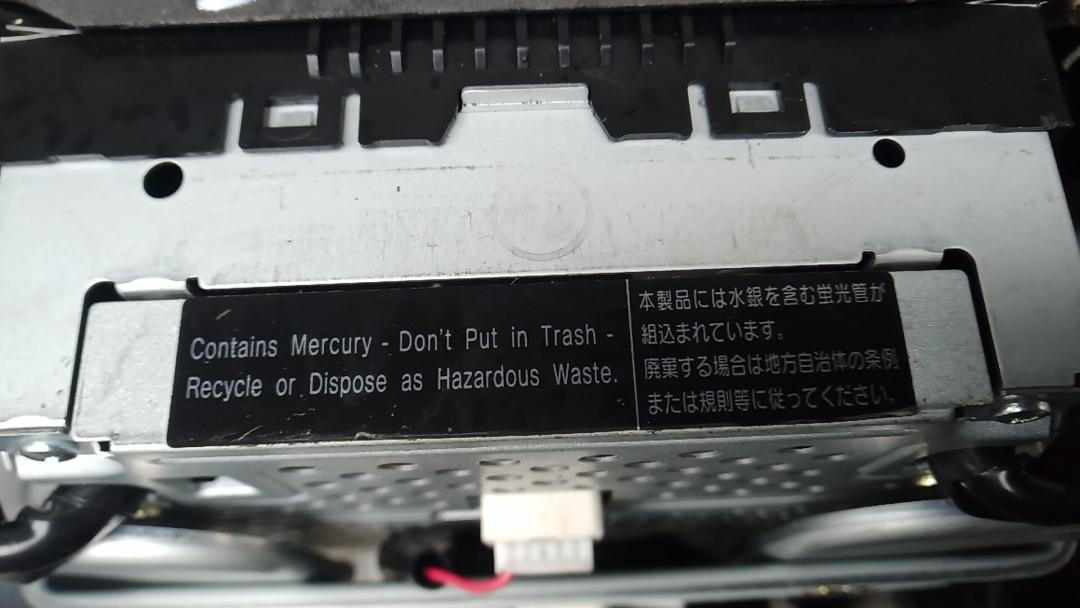 Contains Mercury - Don't Put in Trash -
Recycle or Dispose as Hazardous Waste.
本製品には水銀を含む蛍光管が
組込まれています。
廃棄する場合は地方自治体の条例
または規則等に従ってください。